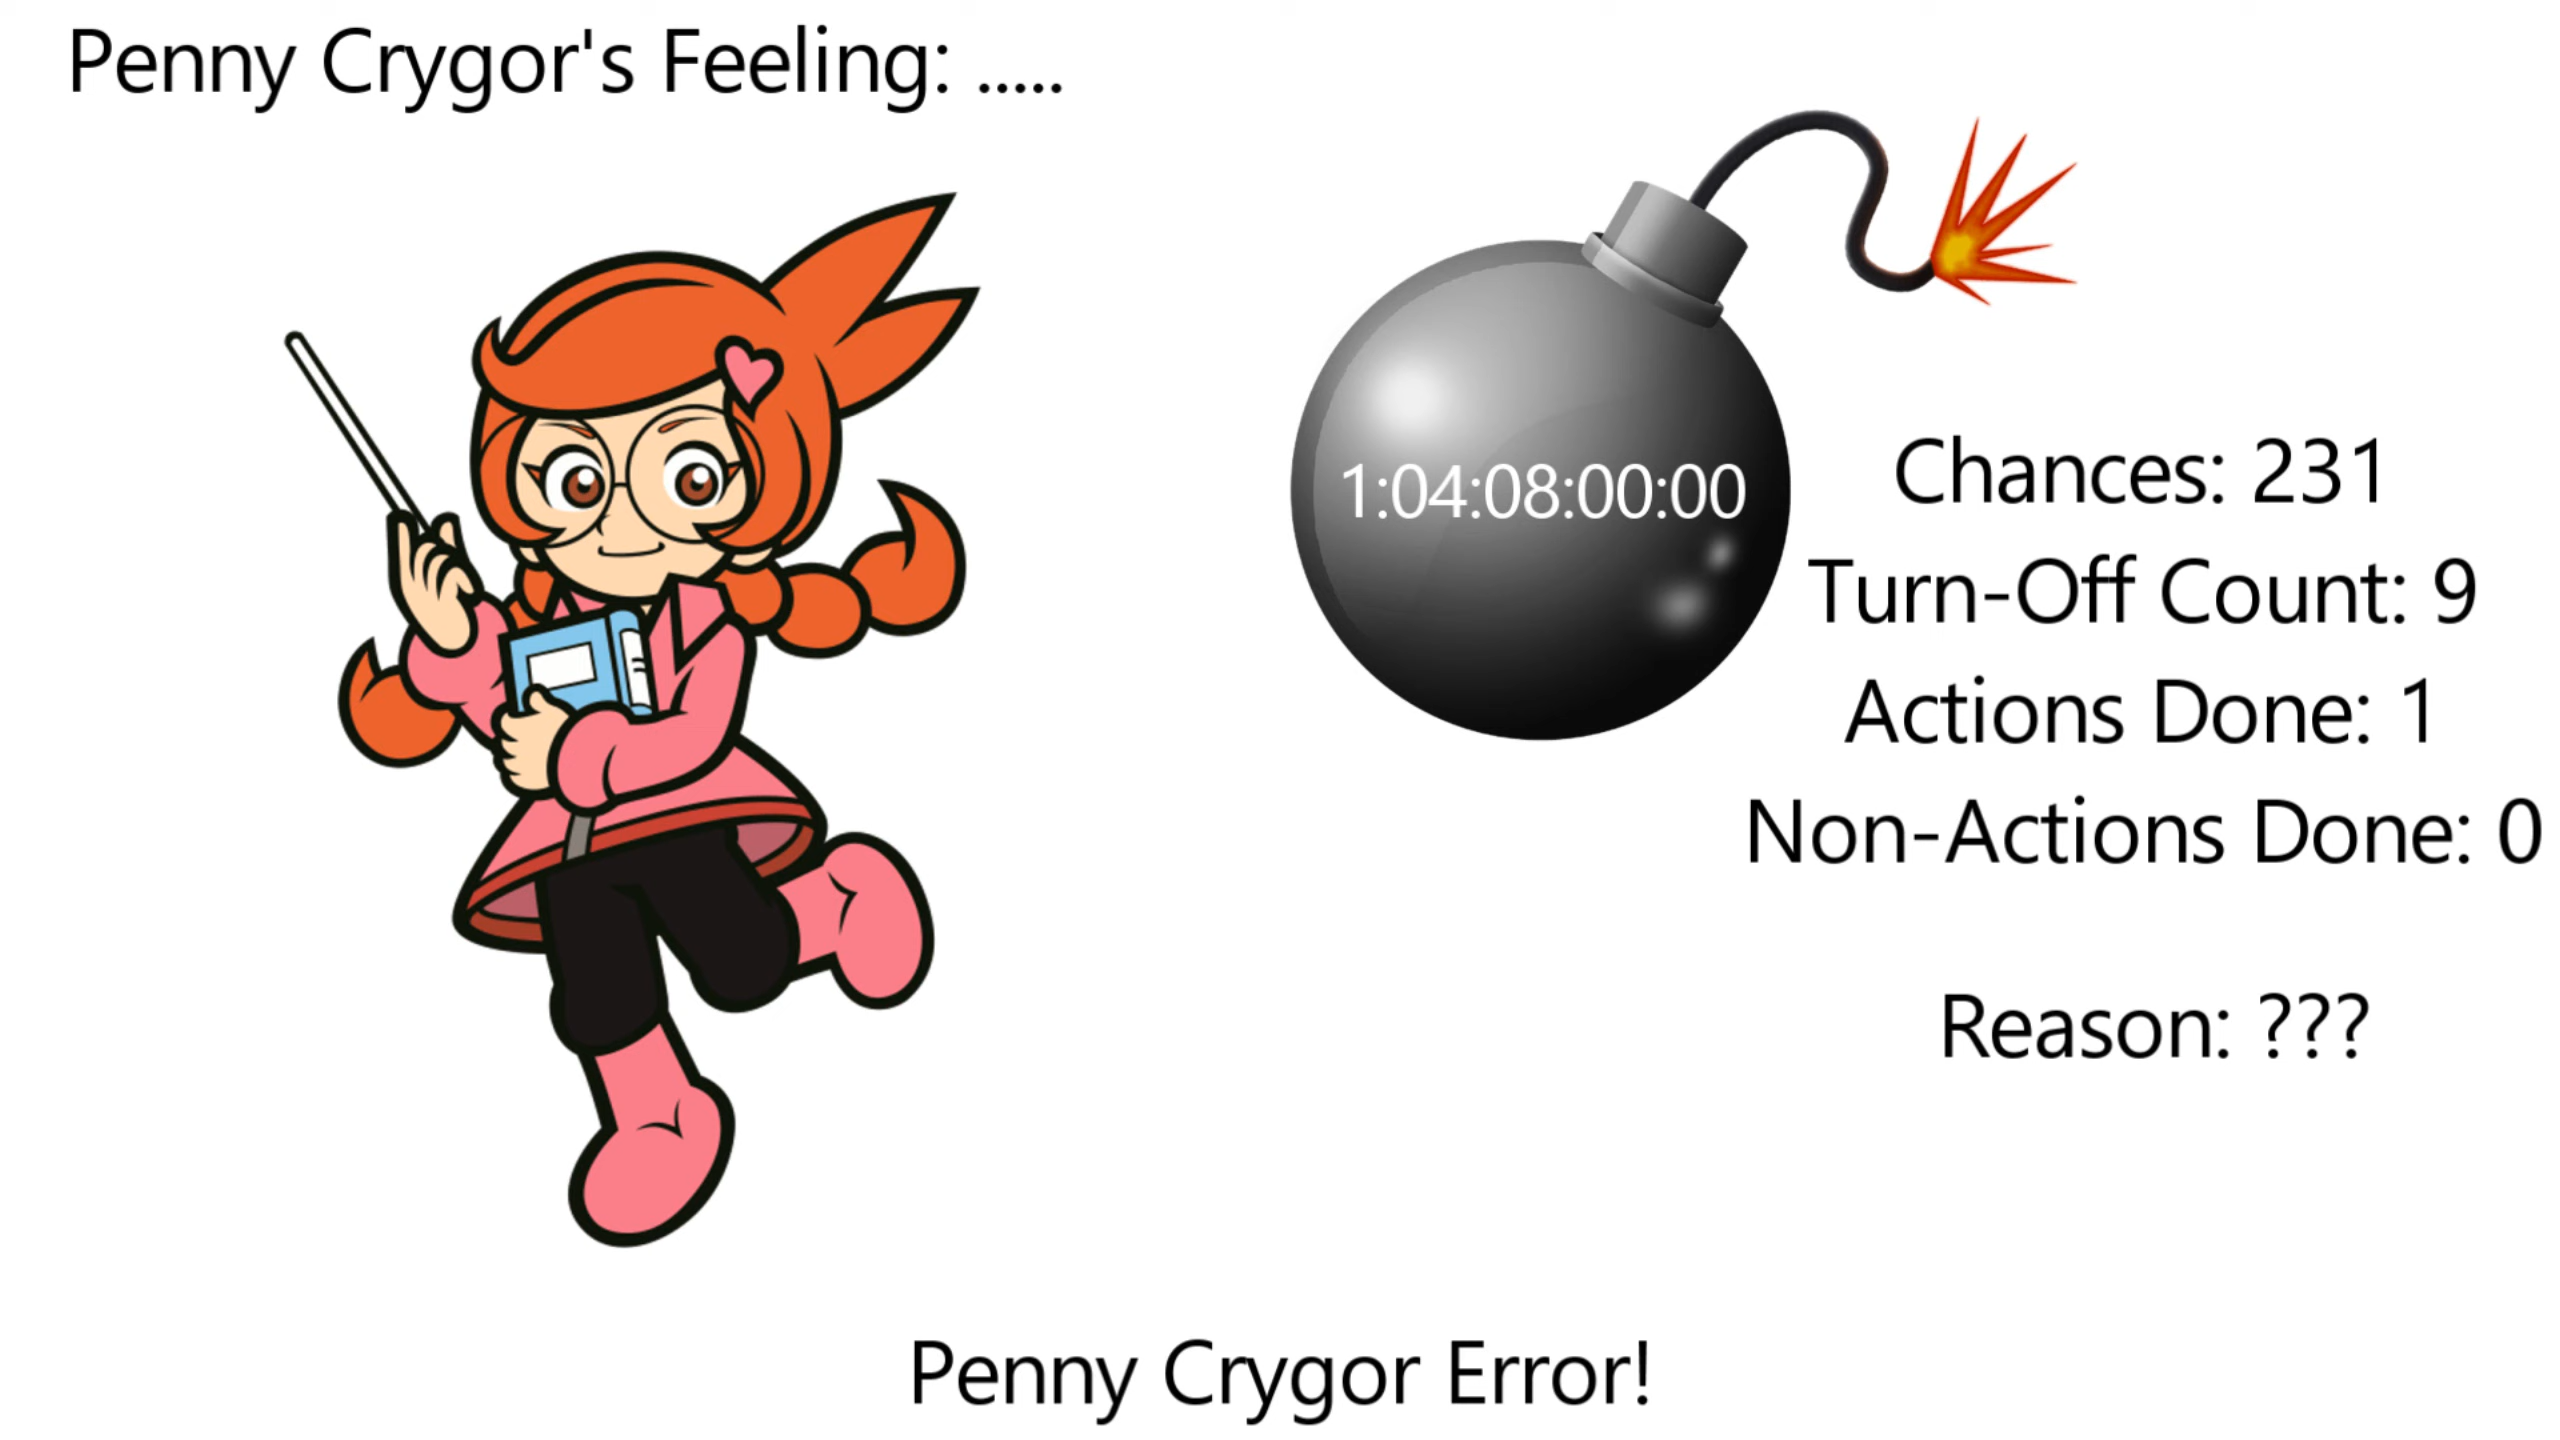 Penny Crygor's Feeling: .....
1:04:08:00:00
Chances: 231
Turn-Off Count: 9
Actions Done: 1
Non-Actions Done: 0
Reason: ???
Penny Crygor Error!